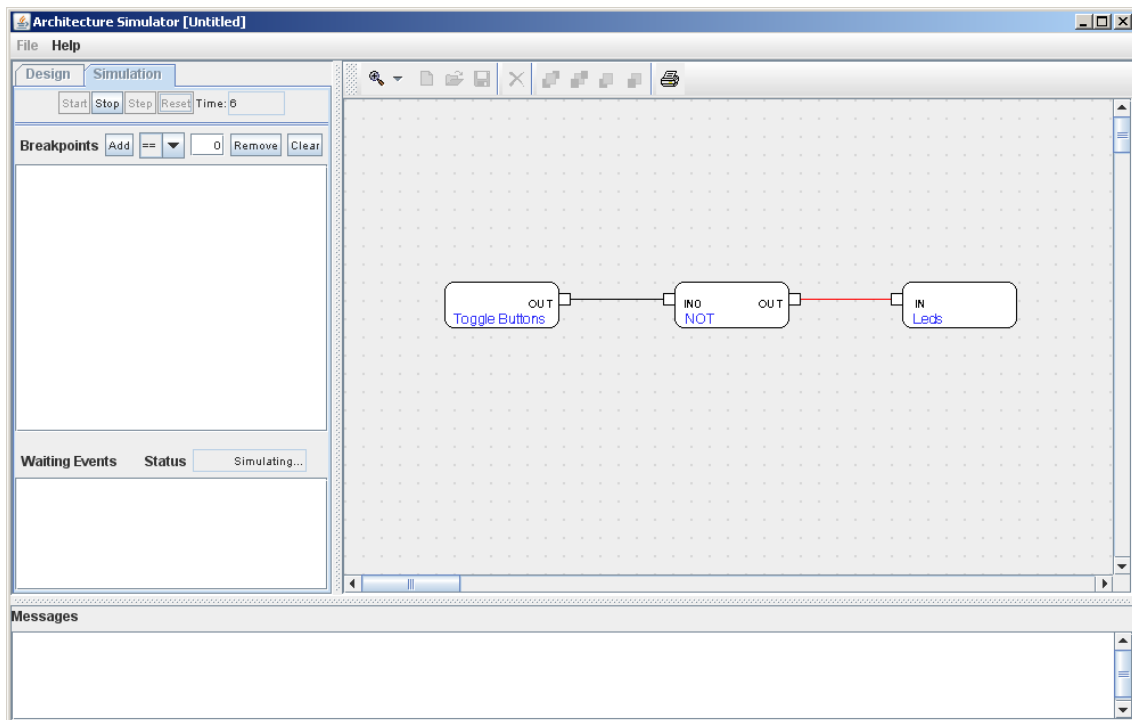 Architecture Simulator [Untitled]
File Help
Design Simulation
Start Stop Step Reset Time: 6
Breakpoints Add == 0 Remove Clear
OUT
Toggle Buttons
IN0 OUT
NOT
IN
Leds
Waiting Events Status Simulating...
Messages